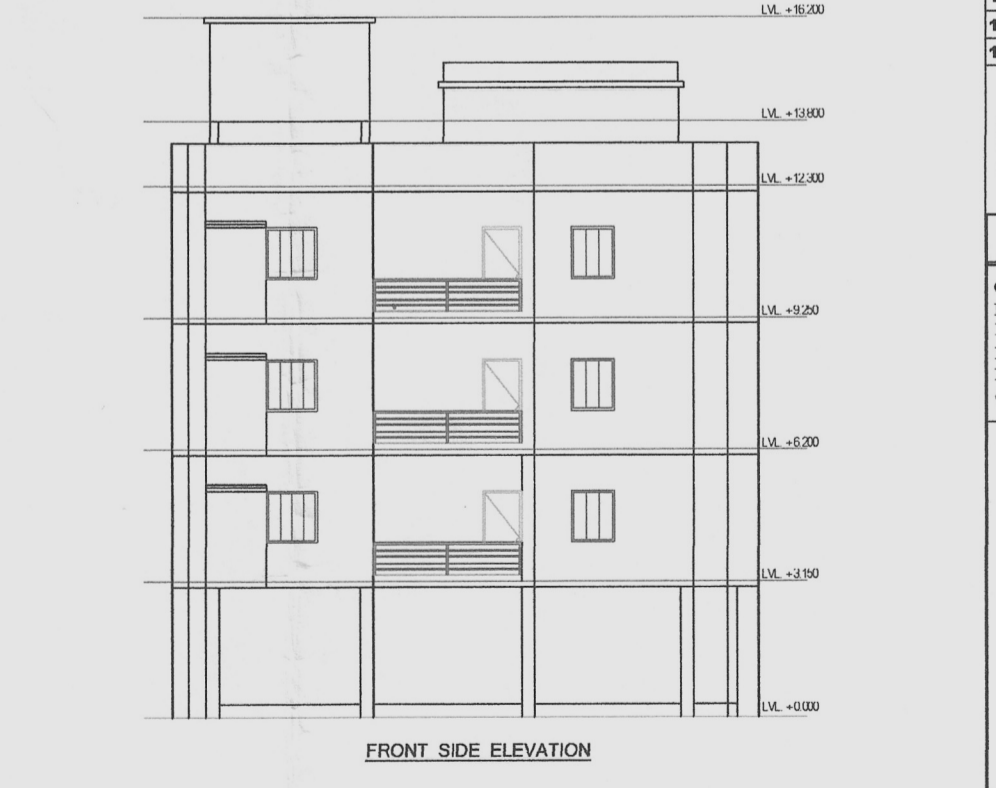 LVL. +16.200
LVL. +13.800
LVL. +12.300
LVL. +9.250
LVL. +6.200
LVL. +3.150
LVL. +0.000
FRONT SIDE ELEVATION